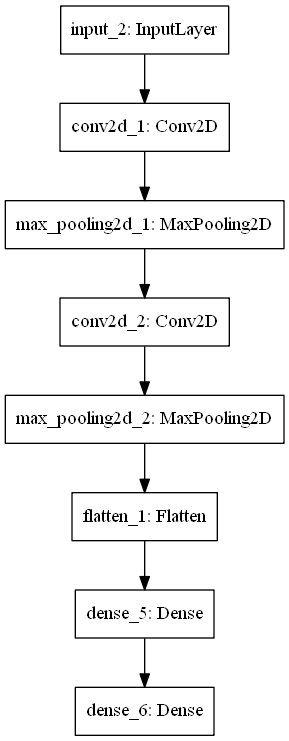 input_2: InputLayer
conv2d_1: Conv2D
max_pooling2d_1: MaxPooling2D
conv2d_2: Conv2D
max_pooling2d_2: MaxPooling2D
flatten_1: Flatten
dense_5: Dense
dense_6: Dense